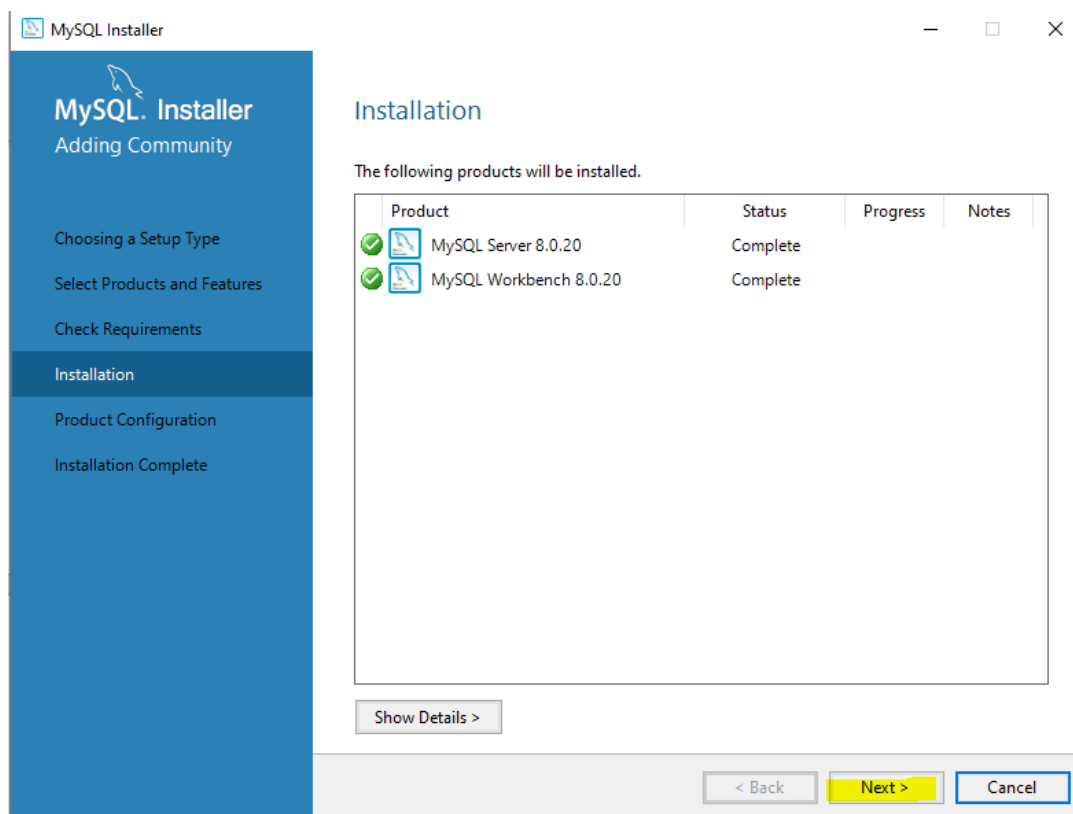 MySQL Installer
MySQL. Installer
Adding Community
Choosing a Setup Type
Select Products and Features
Check Requirements
Installation
Product Configuration
Installation Complete
Installation
The following products will be installed.
Product Status Progress Notes
MySQL Server 8.0.20 Complete
MySQL Workbench 8.0.20 Complete
Show Details >
< Back Next > Cancel